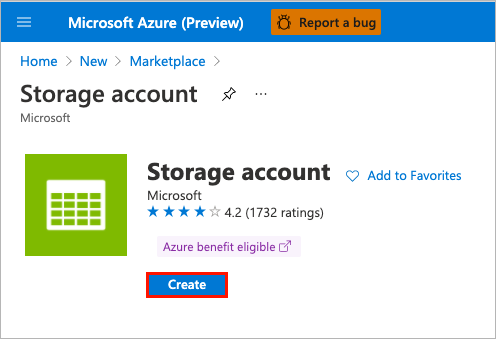 Microsoft Azure (Preview) Report a bug
Home > New > Marketplace >
Storage account ...
Microsoft
Storage account Add to Favorites
Microsoft
4.2 (1732 ratings)
Azure benefit eligible
Create